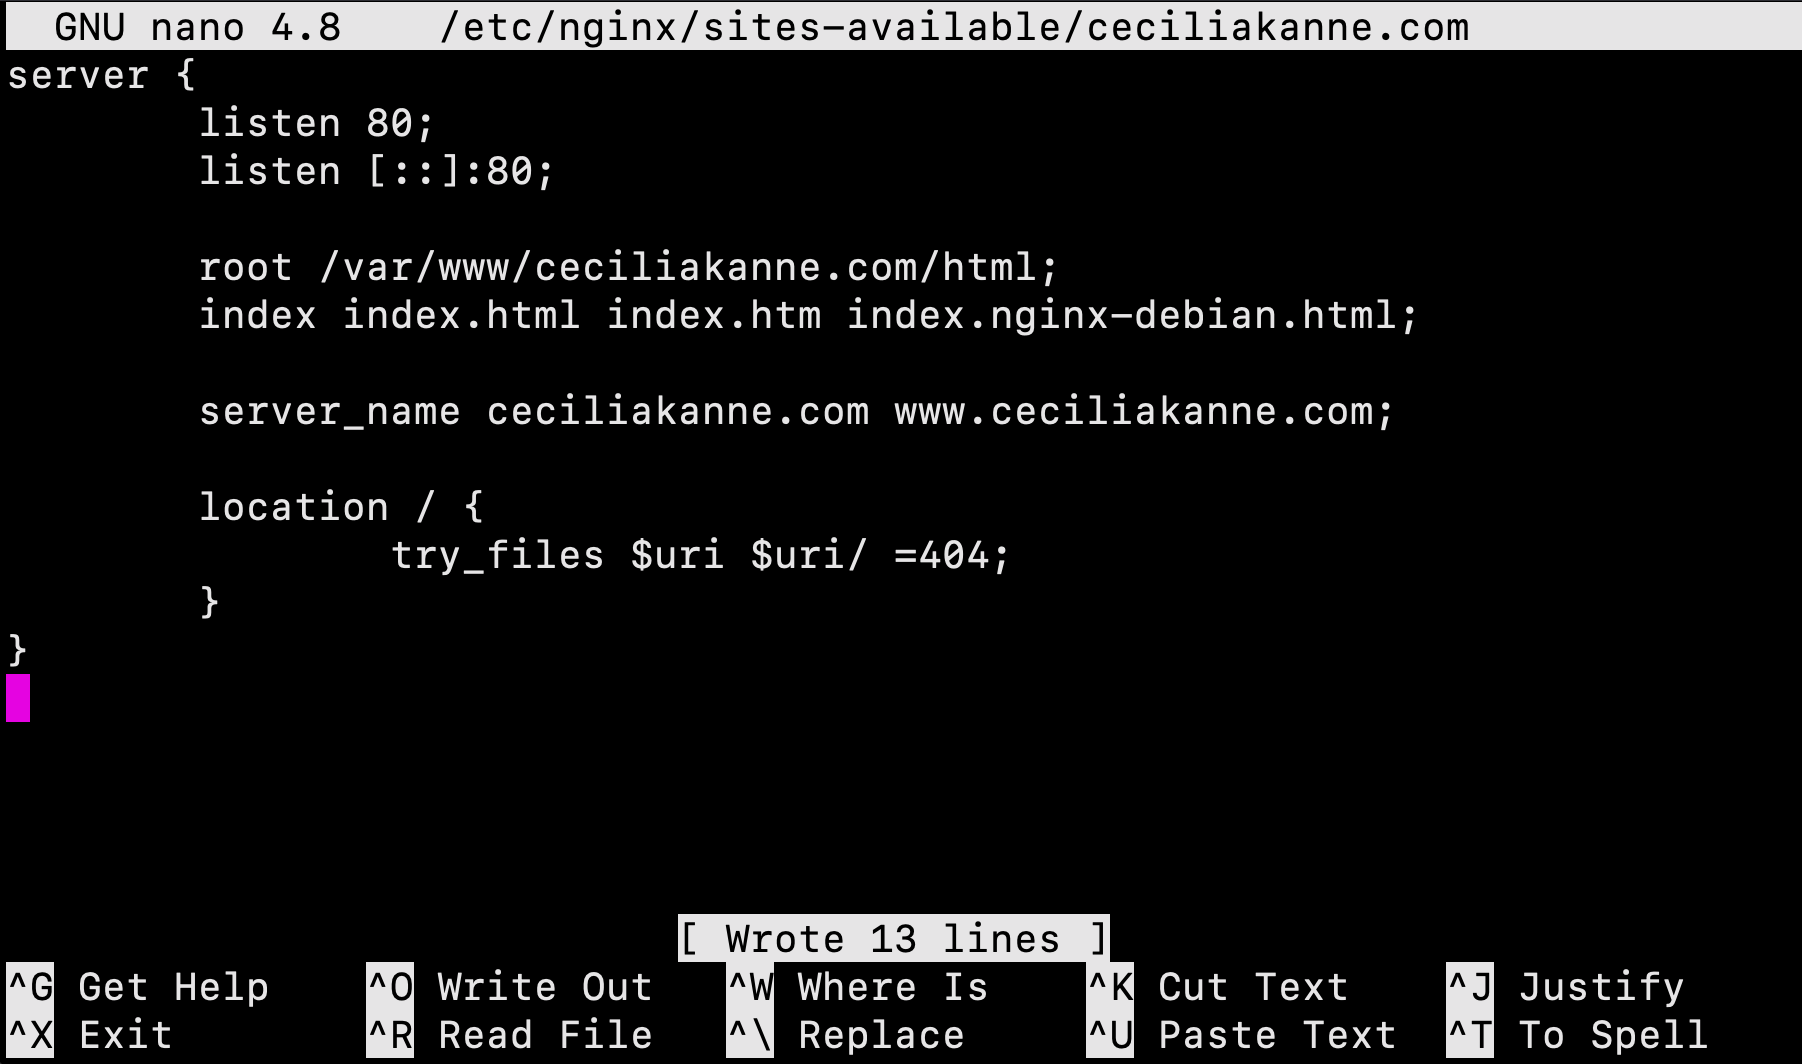 GNU nano 4.8    /etc/nginx/sites-available/ceciliakanne.com
server {
        listen 80;
        listen [::]:80;

        root /var/www/ceciliakanne.com/html;
        index index.html index.htm index.nginx-debian.html;

        server_name ceciliakanne.com www.ceciliakanne.com;

        location / {
                try_files $uri $uri/ =404;
        }
}
[ Wrote 13 lines ]
^G Get Help    ^O Write Out   ^W Where Is    ^K Cut Text    ^J Justify
^X Exit        ^R Read File   ^\ Replace     ^U Paste Text  ^T To Spell